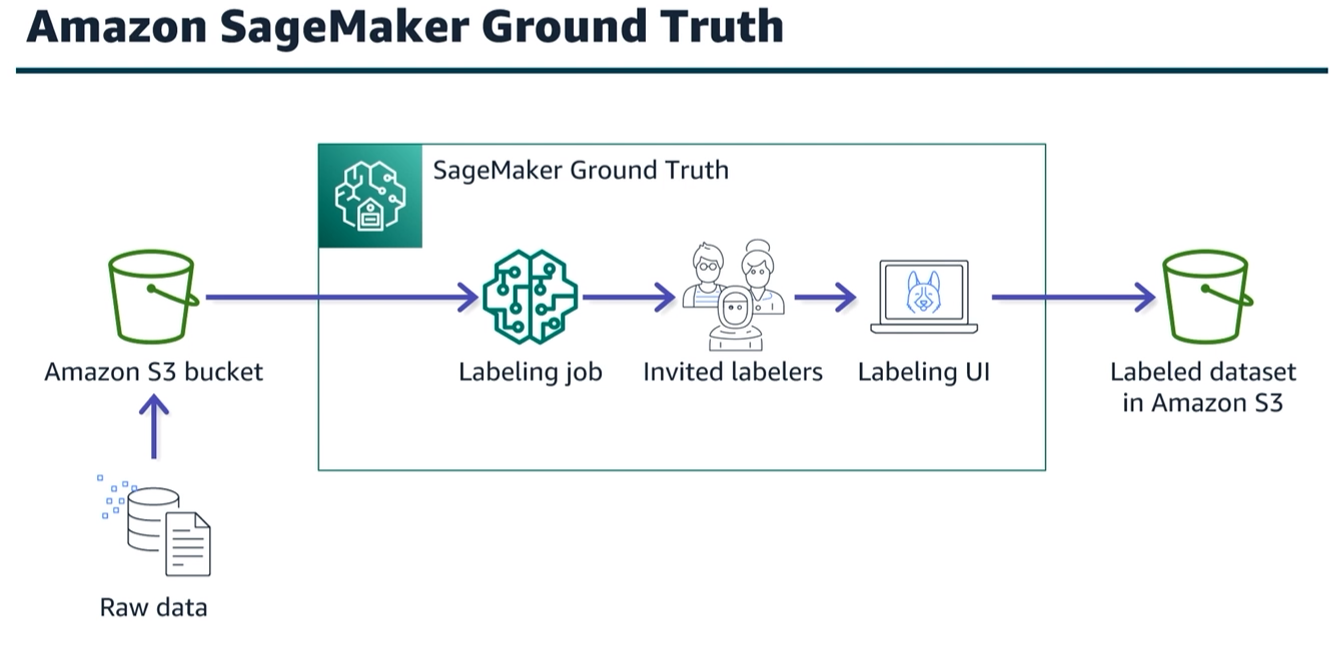 Amazon SageMaker Ground Truth
SageMaker Ground Truth
Amazon S3 bucket
Labeling job
Invited labelers
Labeling UI
Labeled dataset
in Amazon S3
Raw data